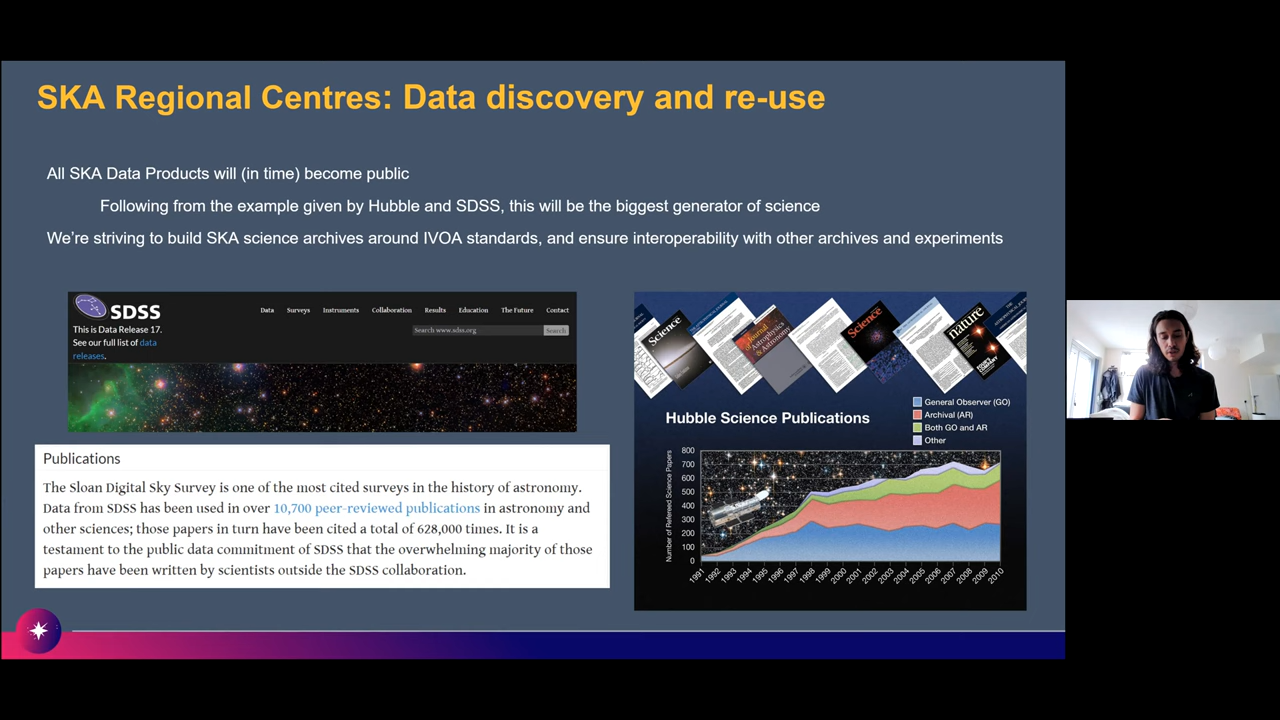 SKA Regional Centres: Data discovery and re-use
All SKA Data Products will (in time) become public
Following from the example given by Hubble and SDSS, this will be the biggest generator of science
We're striving to build SKA science archives around IVOA standards, and ensure interoperability with other archives and experiments
SDSS
Data Surveys Instruments Collaboration Results Education The Future Contact
This is Data Release 17.
See our full list of data
releases.
Search www.sdss.org Search
Publications
The Sloan Digital Sky Survey is one of the most cited surveys in the history of astronomy.
Data from SDSS has been used in over 10,700 peer-reviewed publications in astronomy and
other sciences; those papers in turn have been cited a total of 628,000 times. It is a
testament to the public data commitment of SDSS that the overwhelming majority of those
papers have been written by scientists outside the SDSS collaboration.
Science
Journal
Astrophysics
& Astronomy
Science
nature
Hubble Science Publications
General Observer (GO)
Archival (AR)
Both GO and AR
Other
Number of Refereed Science Papers
800
700
600
500
400
300
200
100
0
1991 1992 1993 1994 1995 1996 1997 1998 1999 2000 2001 2002 2003 2004 2005 2006 2007 2008 2009 2010